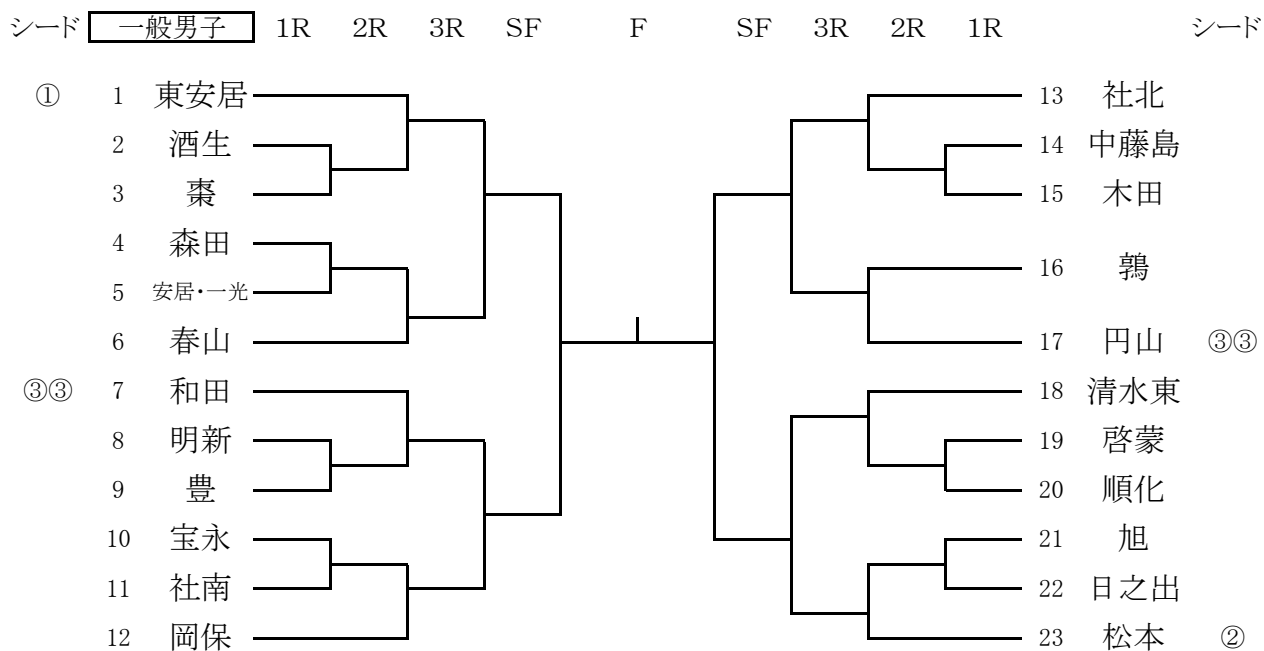 シード 一般男子 1R 2R 3R SF F SF 3R 2R 1R シード
① 1 東安居 13 社北
2 酒生 14 中藤島
3 棗 15 木田
4 森田
16 鶉
5 安居・一光
6 春山 17 円山 ③③
③③ 7 和田 18 清水東
8 明新 19 啓蒙
9 豊 20 順化
10 宝永 21 旭
11 社南 22 日之出
12 岡保 23 松本 ②